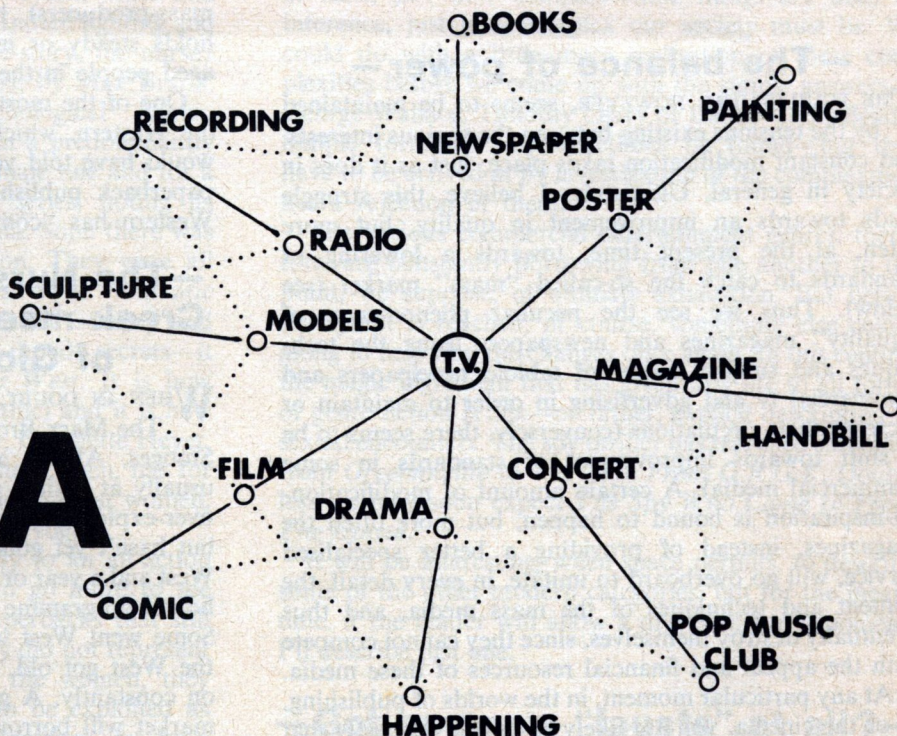 BOOKS
PAINTING
RECORDING
NEWSPAPER
POSTER
RADIO
SCULPTURE
MODELS
T.V.
MAGAZINE
HANDBILL
A
FILM
CONCERT
DRAMA
COMIC
POP MUSIC
CLUB
HAPPENING